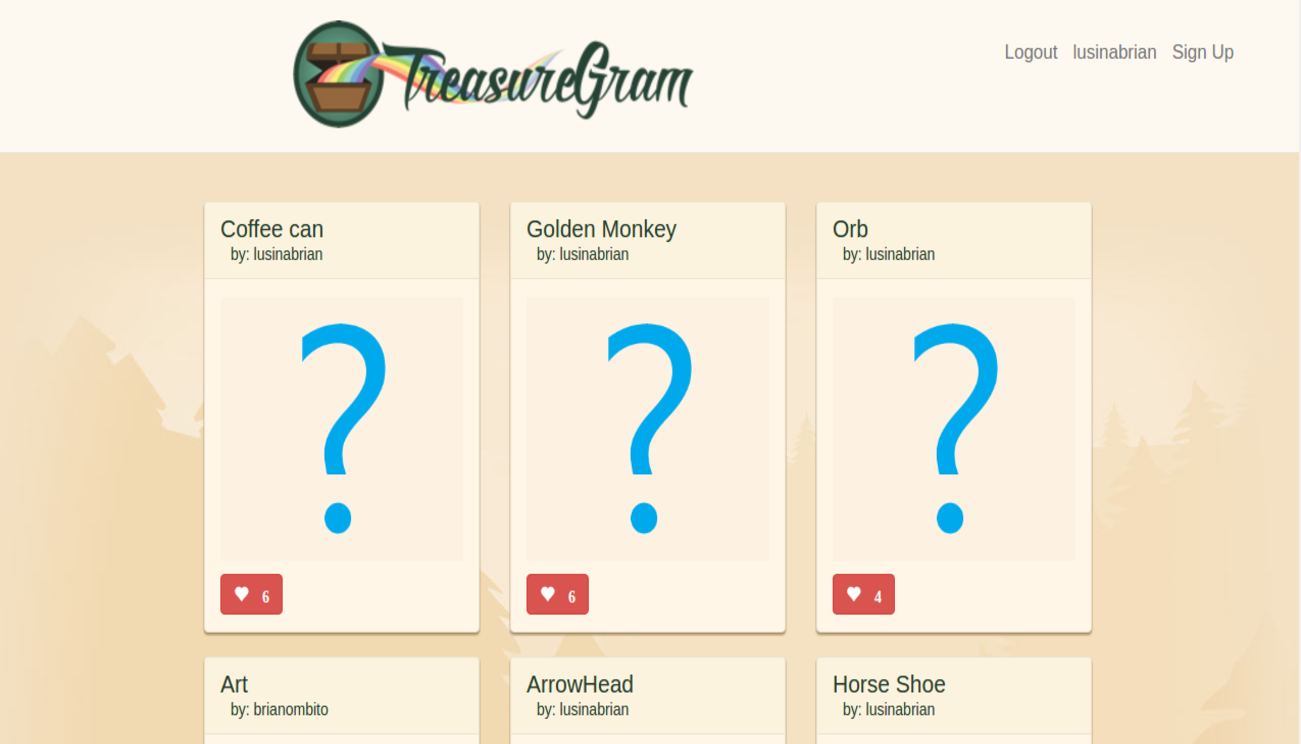 TreasureGram
Logout lusinabrian Sign Up
Coffee can
by: lusinabrian
Golden Monkey
by: lusinabrian
Orb
by: lusinabrian
?
?
?
6
6
4
Art
by: brianombito
ArrowHead
by: lusinabrian
Horse Shoe
by: lusinabrian